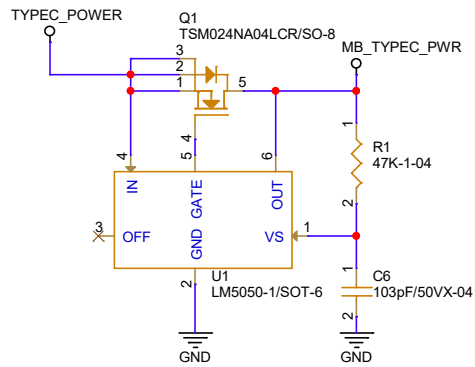 TYPEC_POWER
Q1
TSM024NA04LCR/SO-8
MB_TYPEC_PWR
3
2
1
5
4
4
5
6
1
R1
47K-1-04
2
IN
GATE
OUT
3
OFF
GND
VS
1
2
U1
LM5050-1/SOT-6
1
C6
103pF/50VX-04
2
GND
GND